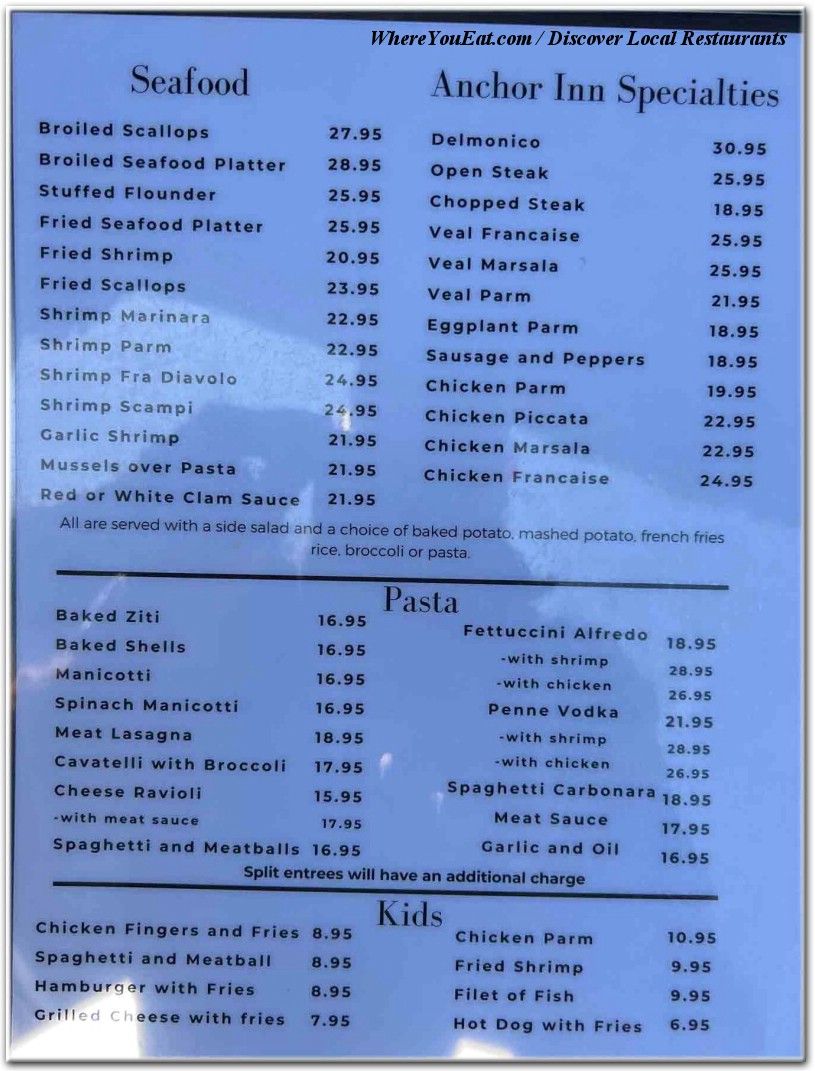 WhereYouEat.com / Discover Local Restaurants
Seafood
Broiled Scallops 27.95
Broiled Seafood Platter 28.95
Stuffed Flounder 25.95
Fried Seafood Platter 25.95
Fried Shrimp 20.95
Fried Scallops 23.95
Shrimp Marinara 22.95
Shrimp Parm 22.95
Shrimp Fra Diavolo 24.95
Shrimp Scampi 24.95
Garlic Shrimp 21.95
Mussels over Pasta 21.95
Red or White Clam Sauce 21.95
Anchor Inn Specialties
Delmonico 30.95
Open Steak 25.95
Chopped Steak 18.95
Veal Francaise 25.95
Veal Marsala 25.95
Veal Parm 21.95
Eggplant Parm 18.95
Sausage and Peppers 18.95
Chicken Parm 19.95
Chicken Piccata 22.95
Chicken Marsala 22.95
Chicken Francaise 24.95
All are served with a side salad and a choice of baked potato, mashed potato, french fries
rice, broccoli or pasta.
Pasta
Baked Ziti 16.95
Baked Shells 16.95
Manicotti 16.95
Spinach Manicotti 16.95
Meat Lasagna 18.95
Cavatelli with Broccoli 17.95
Cheese Ravioli 15.95
-with meat sauce 17.95
Spaghetti and Meatballs 16.95
Fettuccini Alfredo 18.95
-with shrimp 28.95
-with chicken 26.95
Penne Vodka 21.95
-with shrimp 28.95
-with chicken 26.95
Spaghetti Carbonara 18.95
Meat Sauce 17.95
Garlic and Oil 16.95
Split entrees will have an additional charge
Kids
Chicken Fingers and Fries 8.95
Spaghetti and Meatball 8.95
Hamburger with Fries 8.95
Grilled Cheese with fries 7.95
Chicken Parm 10.95
Fried Shrimp 9.95
Filet of Fish 9.95
Hot Dog with Fries 6.95